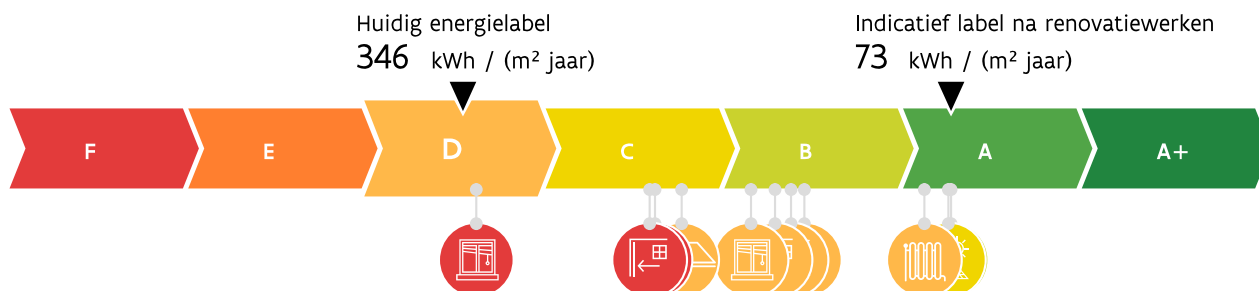 Huidig energielabel
346 kWh / (m² jaar)
Indicatief label na renovatiewerken
73 kWh / (m² jaar)
F E D C B A A+